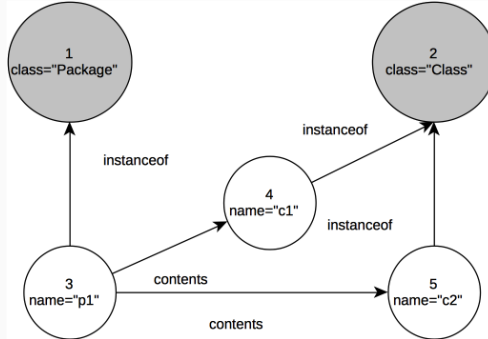 1
class="Package"
2
class="Class"
instanceof
instanceof
4
name="c1"
instanceof
3
name="p1"
contents
5
name="c2"
contents